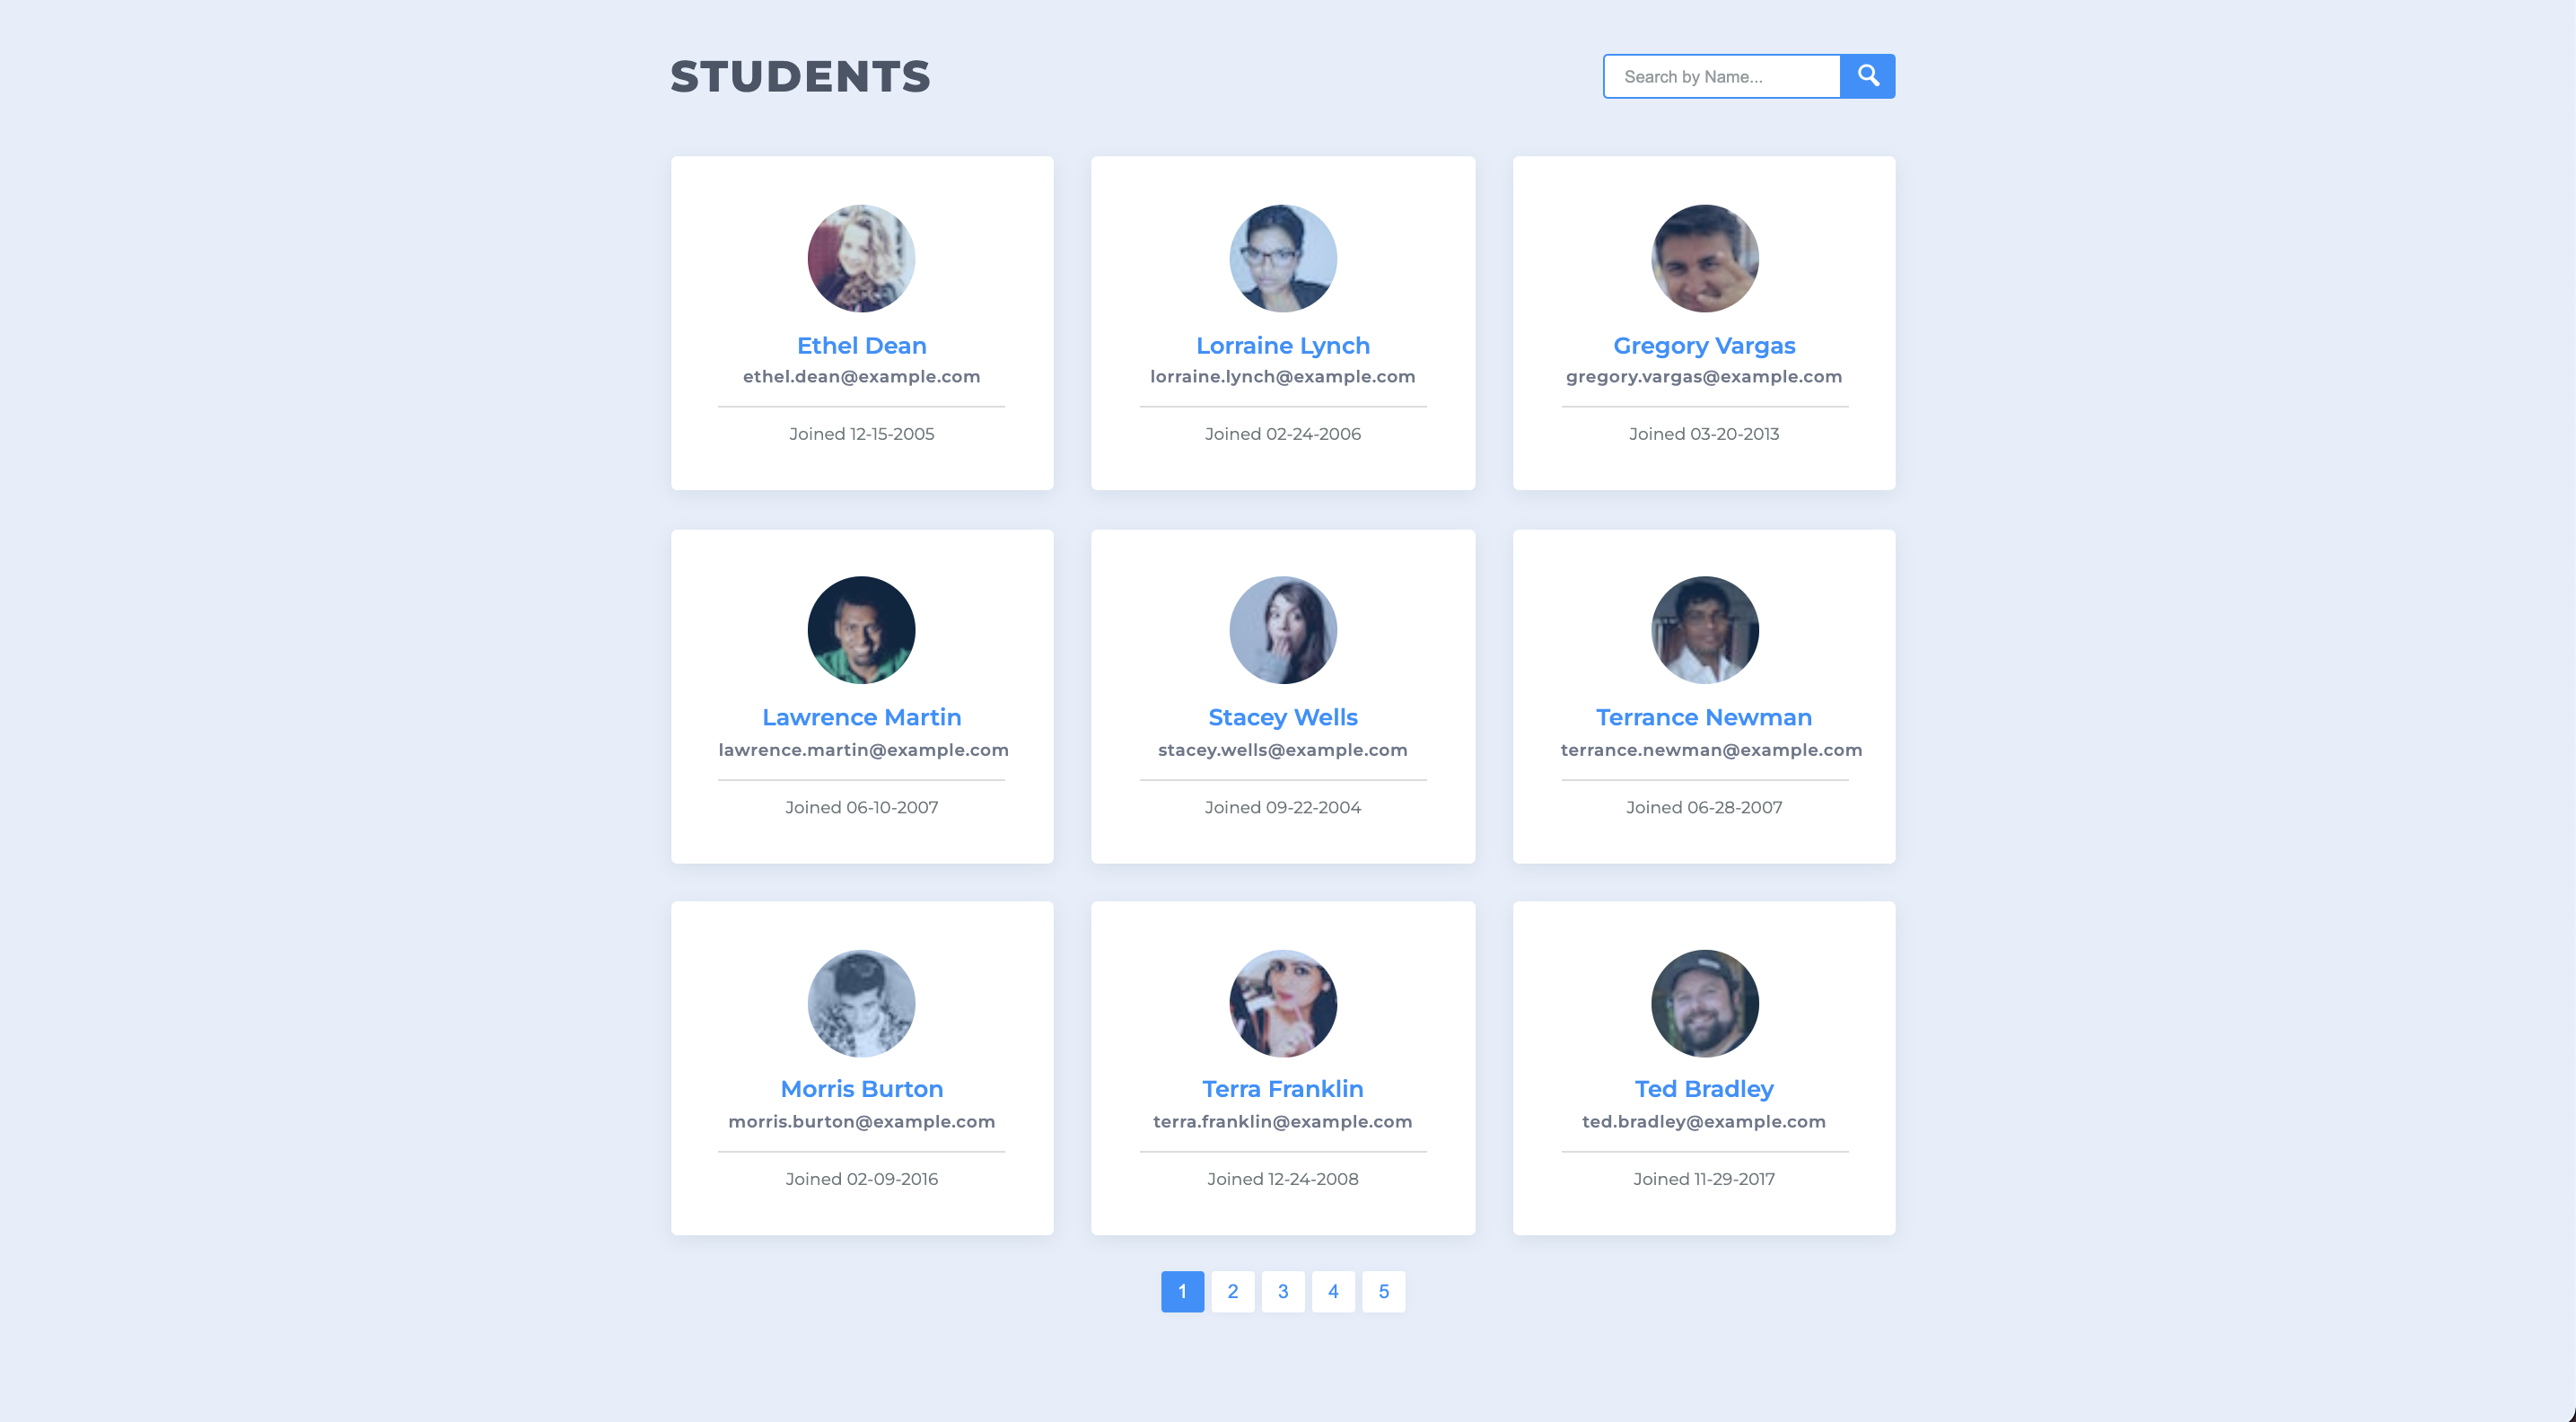 STUDENTS
Search by Name...
Ethel Dean
ethel.dean@example.com
Joined 12-15-2005
Lorraine Lynch
lorraine.lynch@example.com
Joined 02-24-2006
Gregory Vargas
gregory.vargas@example.com
Joined 03-20-2013
Lawrence Martin
lawrence.martin@example.com
Joined 06-10-2007
Stacey Wells
stacey.wells@example.com
Joined 09-22-2004
Terrance Newman
terrance.newman@example.com
Joined 06-28-2007
Morris Burton
morris.burton@example.com
Joined 02-09-2016
Terra Franklin
terra.franklin@example.com
Joined 12-24-2008
Ted Bradley
ted.bradley@example.com
Joined 11-29-2017
1 2 3 4 5